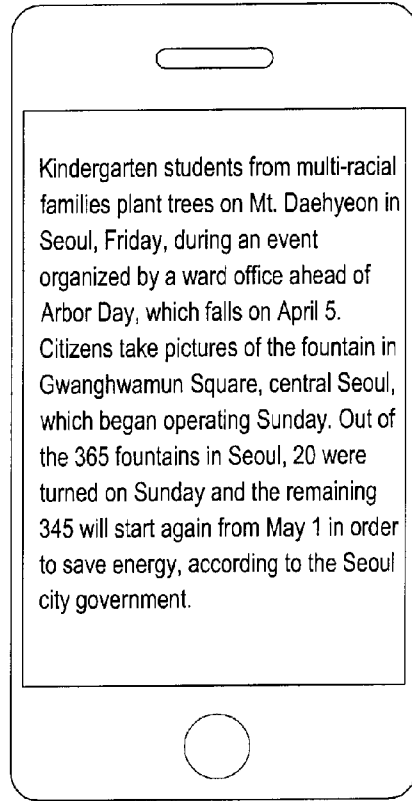 Kindergarten students from multi-racial
families plant trees on Mt. Daehyeon in
Seoul, Friday, during an event
organized by a ward office ahead of
Arbor Day, which falls on April 5.
Citizens take pictures of the fountain in
Gwanghwamun Square, central Seoul,
which began operating Sunday. Out of
the 365 fountains in Seoul, 20 were
turned on Sunday and the remaining
345 will start again from May 1 in order
to save energy, according to the Seoul
city government.